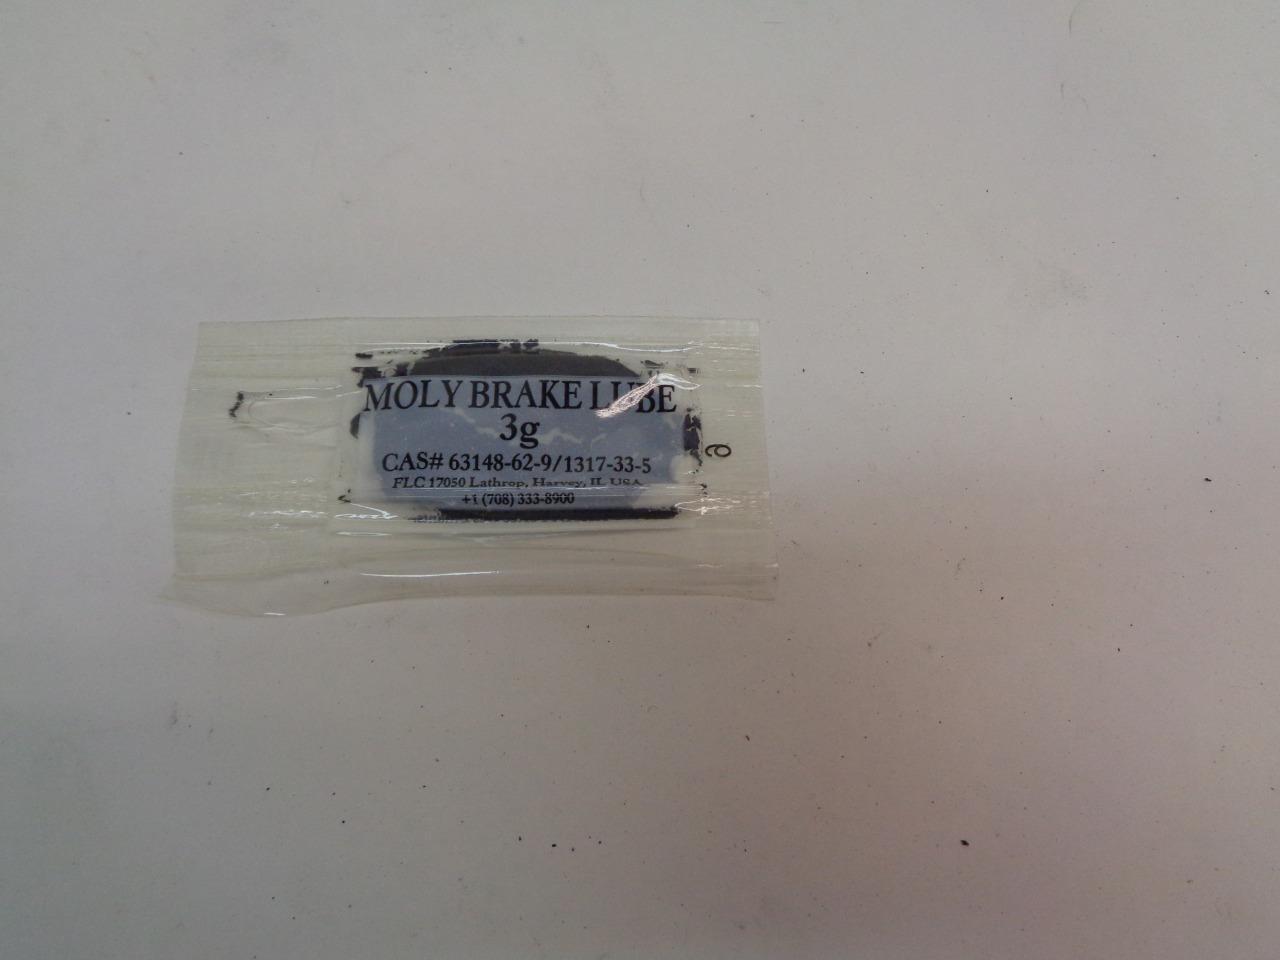 MOLY BRAKE LUBE
3g
CAS# 63148-62-9/1317-33-5
FLC 17050 Lathrop, Harvey, IL USA
+1 (708) 333-8900